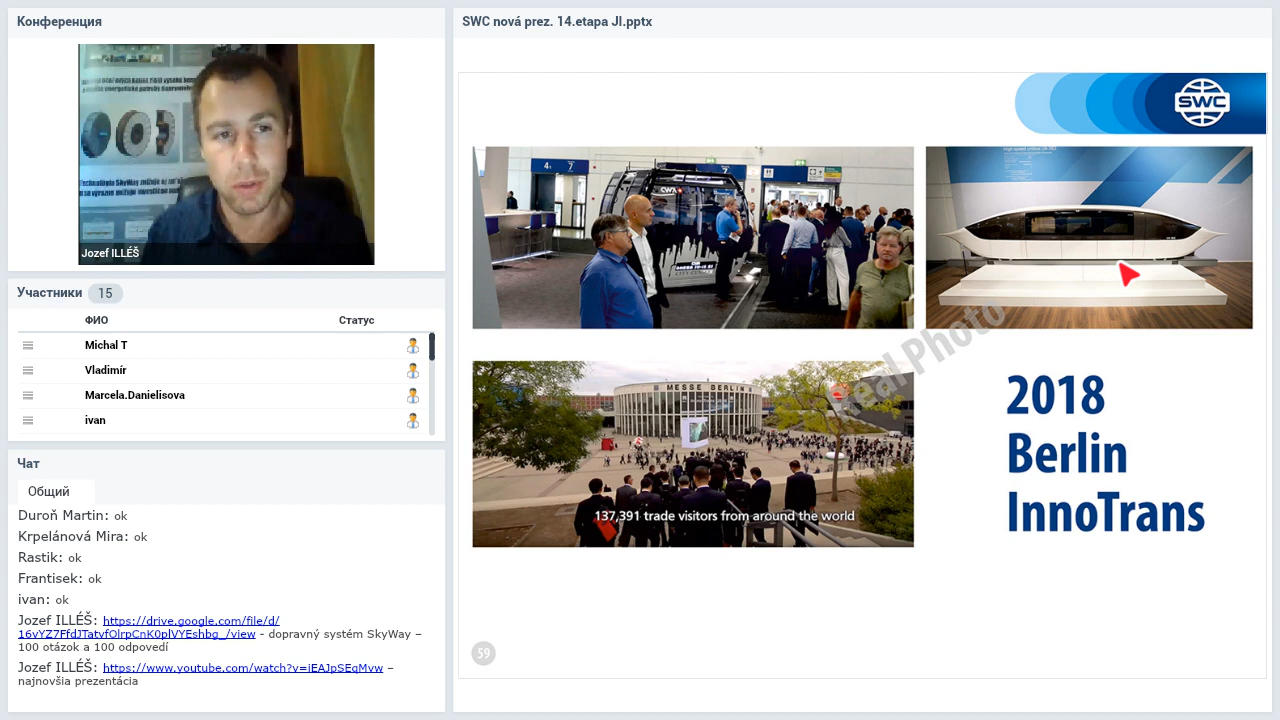 Конференция
Jozef ILLÉŠ
Участники 15
ФИО Статус
Michal T
Vladimír
Marcela.Danielisova
ivan
Чат
Общий
Duroň Martin: ok
Krpelánová Mira: ok
Rastik: ok
Frantisek: ok
ivan: ok
Jozef ILLÉŠ: https://drive.google.com/file/d/
16vYZ7FfdJTatvfOlrpCnK0plVYEshbg_/view - dopravný systém SkyWay –
100 otázok a 100 odpovedí
Jozef ILLÉŠ: https://www.youtube.com/watch?v=iEAJpSEqMvw –
najnovšia prezentácia
SWC nová prez. 14.etapa JI.pptx
SWC
4 7
CWA
7
MESSE BERLIN
137,391 trade visitors from around the world
Real Photo
2018
Berlin
InnoTrans
59